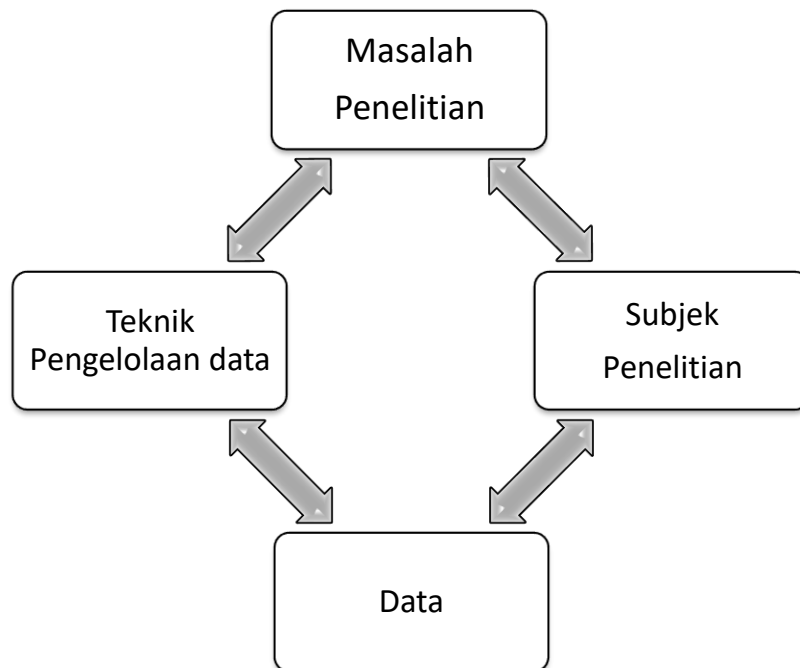 Masalah
Penelitian
Teknik
Pengelolaan data
Subjek
Penelitian
Data